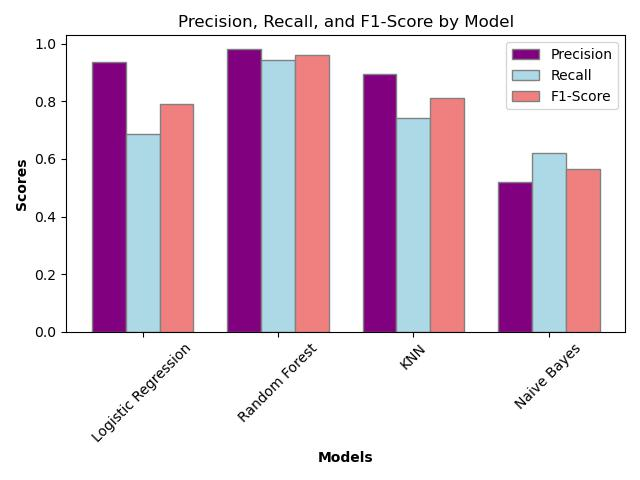 Precision, Recall, and F1-Score by Model
Precision
Recall
F1-Score
Scores
1.0
0.8
0.6
0.4
0.2
0.0
Logistic Regression
Random Forest
KNN
Naive Bayes
Models